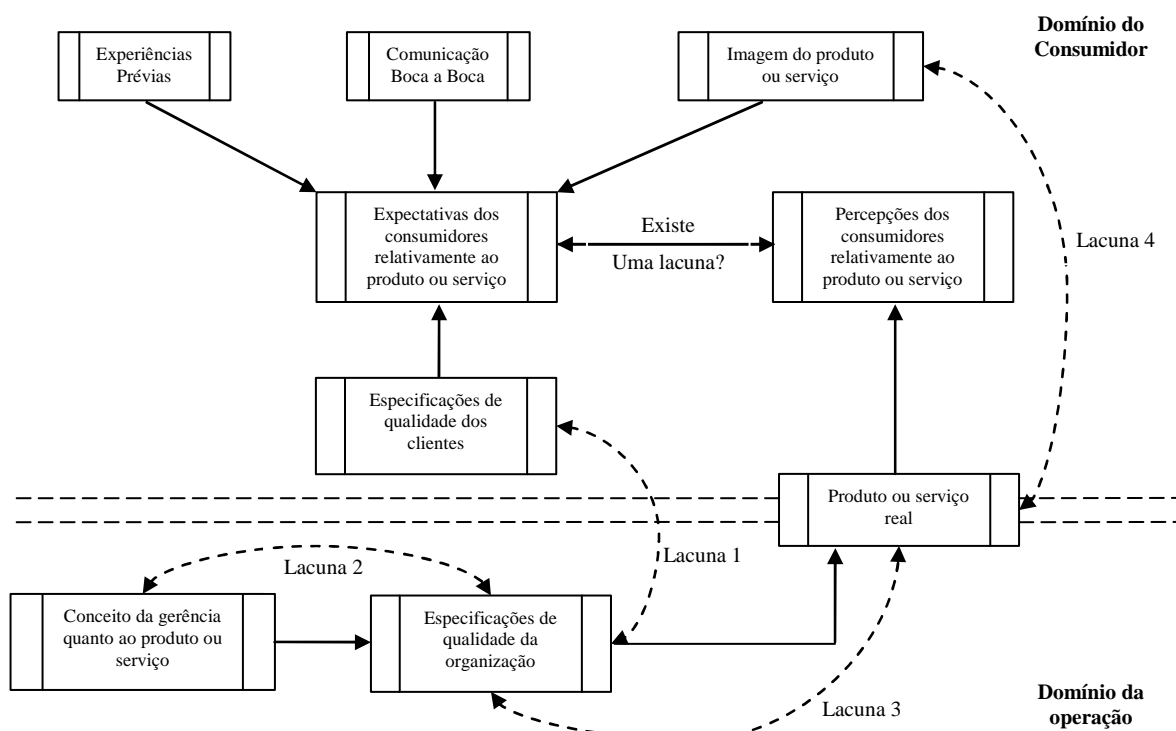 Domínio do
Consumidor
Experiências
Prévias
Comunicação
Boca a Boca
Imagem do produto
ou serviço
Expectativas dos
consumidores
relativamente ao
produto ou serviço
Existe
Uma lacuna?
Percepções dos
consumidores
relativamente ao
produto ou serviço
Lacuna 4
Especificações de
qualidade dos
clientes
Produto ou serviço
real
Lacuna 1
Lacuna 2
Conceito da gerência
quanto ao produto ou
serviço
Especificações de
qualidade da
organização
Lacuna 3
Domínio da
operação